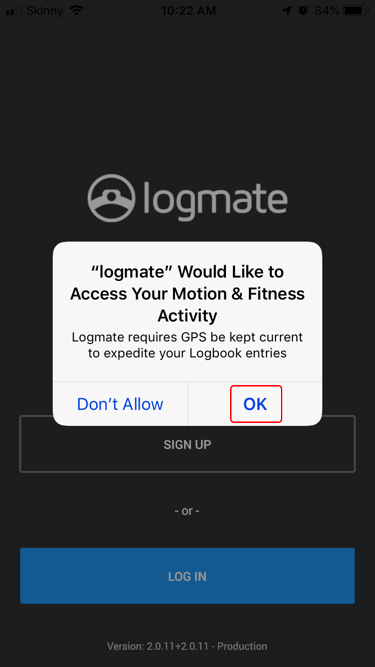 Skinny 10:22 AM 84%
logmate
“logmate” Would Like to
Access Your Motion & Fitness
Activity
Logmate requires GPS be kept current
to expedite your Logbook entries
Don’t Allow OK
SIGN UP
- or -
LOG IN
Version: 2.0.11+2.0.11 - Production